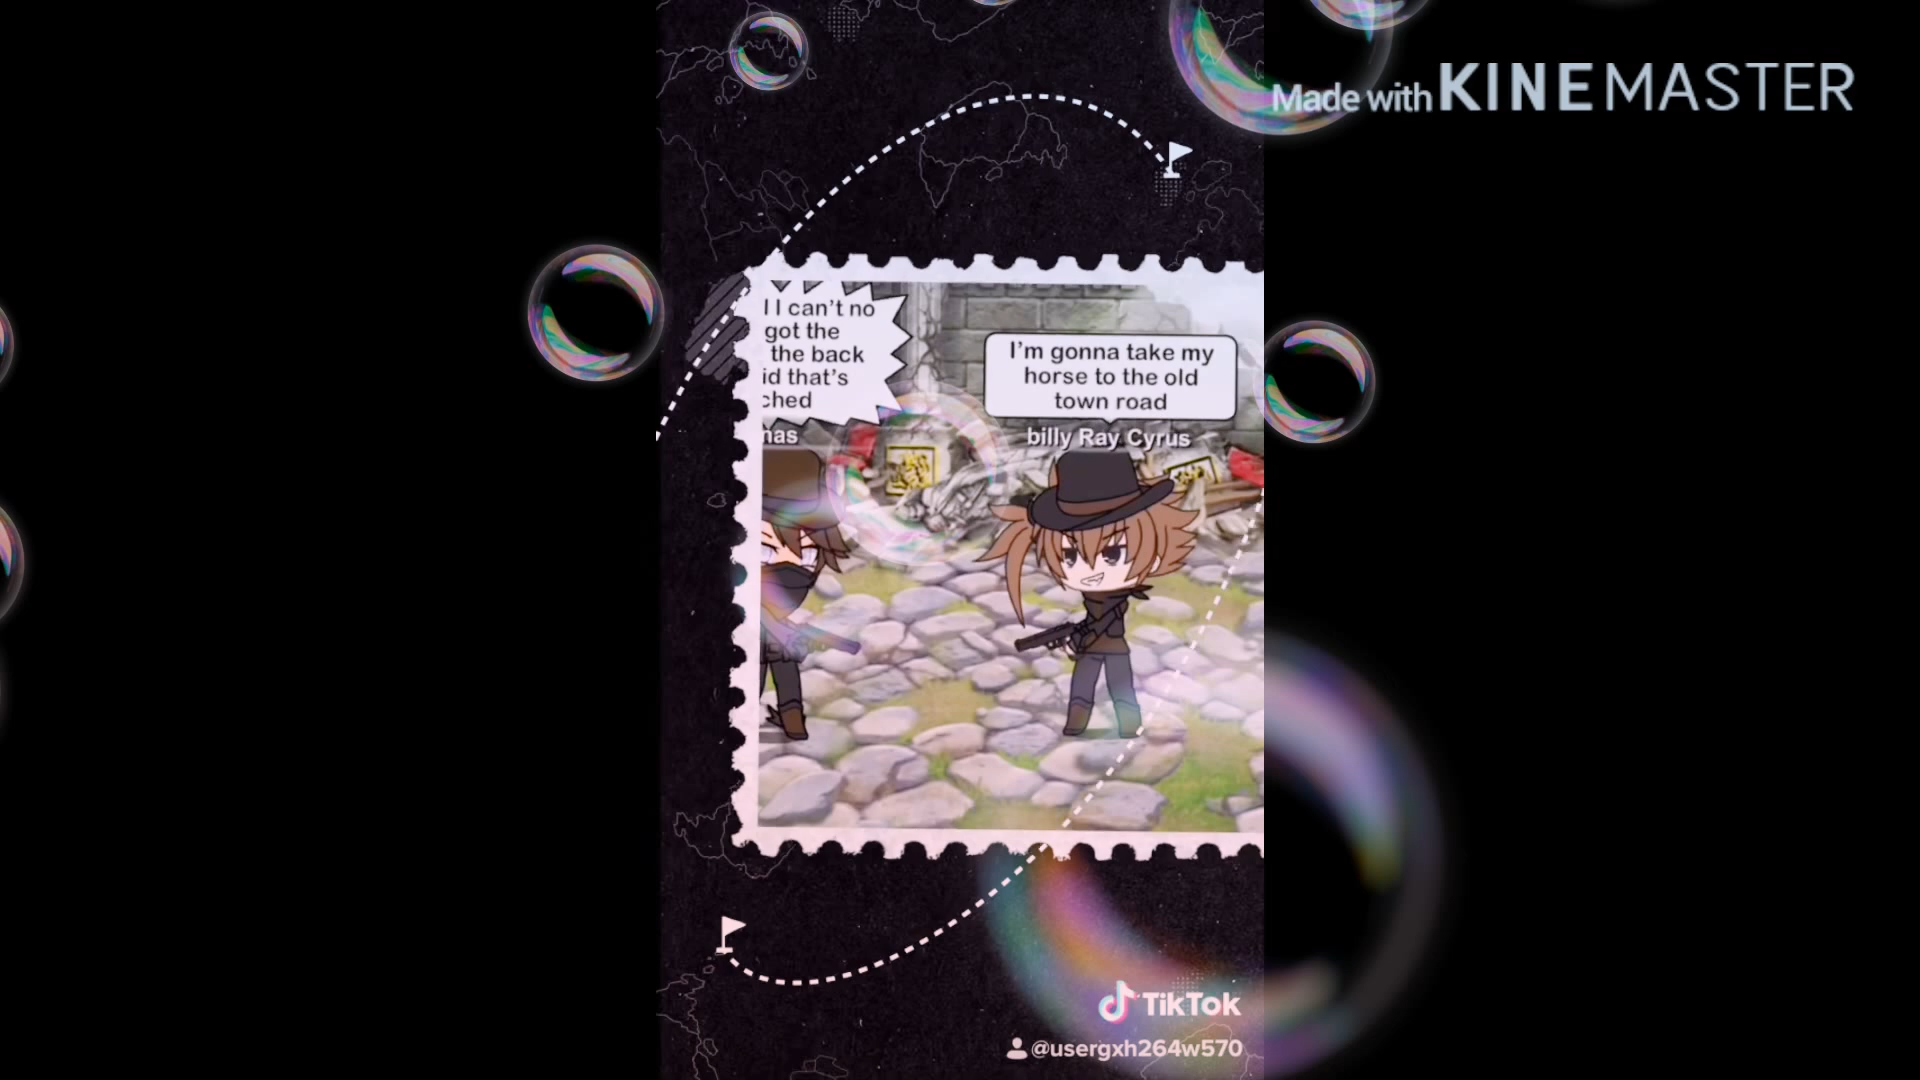 Made with KINEMASTER
I can't no
got the
the back
that's
I'm gonna take my
horse to the old
town road
billy Ray Cyrus
TikTok
@usergxh264w570